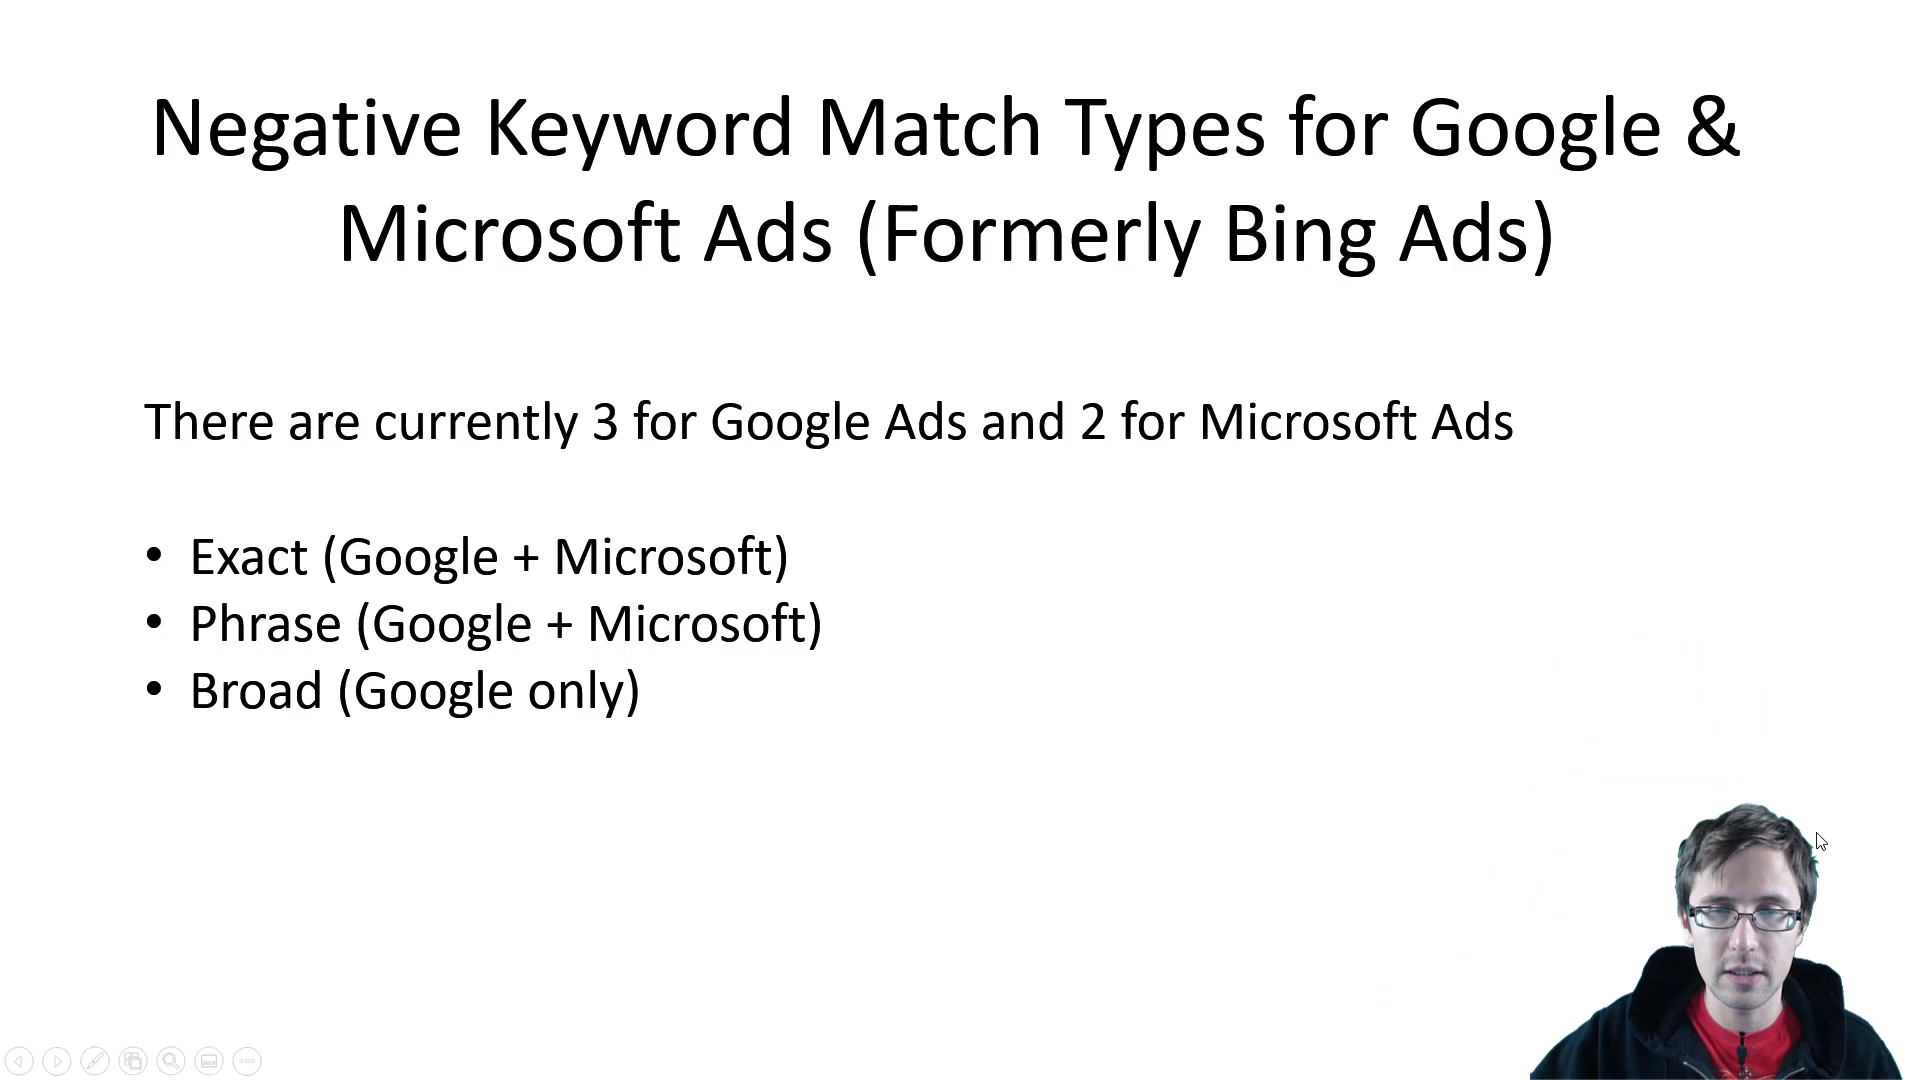 Negative Keyword Match Types for Google &
Microsoft Ads (Formerly Bing Ads)
There are currently 3 for Google Ads and 2 for Microsoft Ads
• Exact (Google + Microsoft)
• Phrase (Google + Microsoft)
• Broad (Google only)